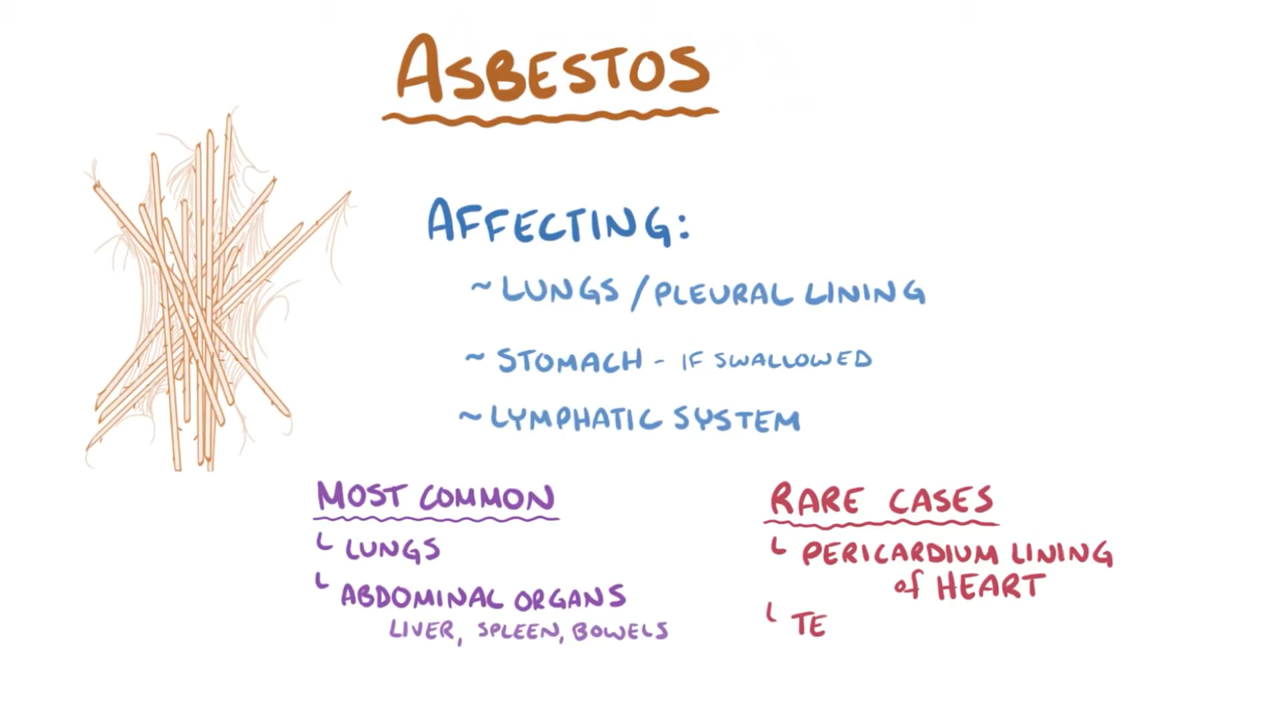 ASBESTOS
AFFECTING:
~ LUNGS / PLEURAL LINING
~ STOMACH - IF SWALLOWED
~ LYMPHATIC SYSTEM
MOST COMMON
LUNGS
ABDOMINAL ORGANS
LIVER, SPLEEN, BOWELS
RARE CASES
PERICARDIUM LINING
of HEART
TE